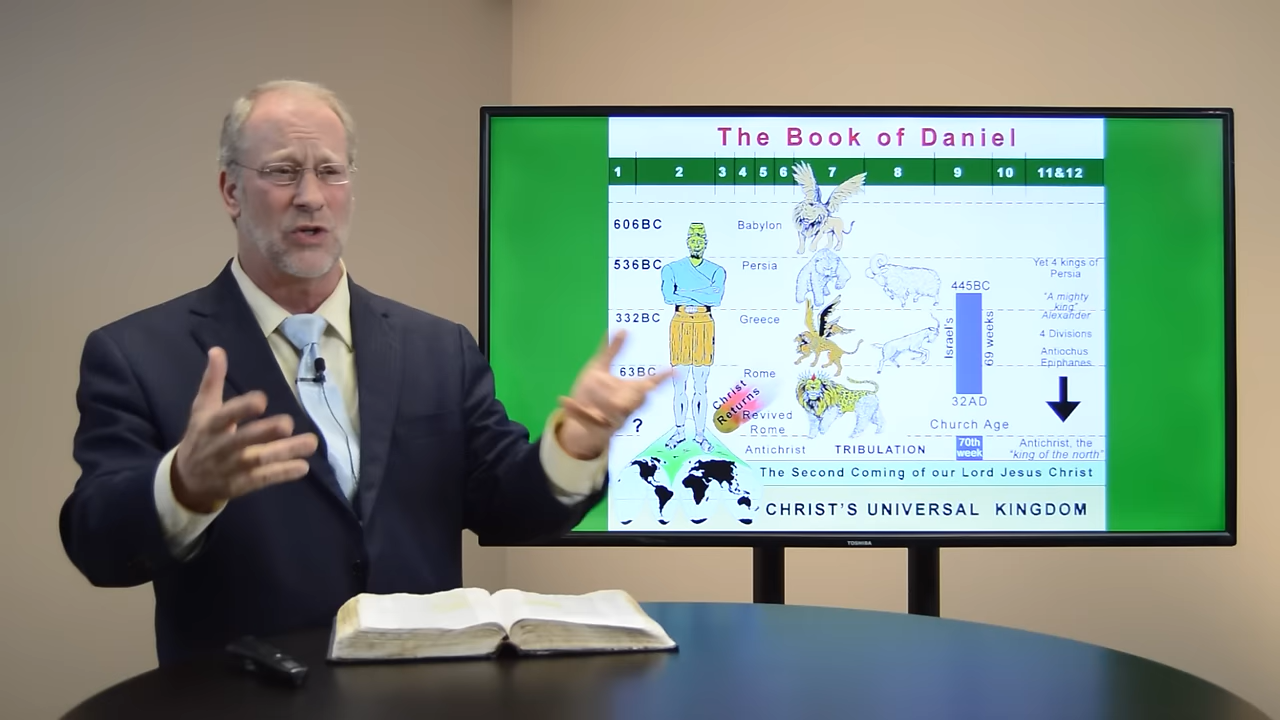 The Book of Daniel
1 2 3 4 5 6 7 8 9 10 11&12
606BC
Babylon
536BC
Persia
Yet 4 kings of
Persia
445BC
"A mighty
king"
Alexander
332BC
Greece
Israel's
69 weeks
4 Divisions
Antiochus
Epiphanes
63BC
Rome
Christ
Returns
32AD
?
Revived
Rome
Church Age
Antichrist
TRIBULATION
70th
week
Antichrist, the
"king of the north"
The Second Coming of our Lord Jesus Christ
CHRIST'S UNIVERSAL KINGDOM
TOSHIBA